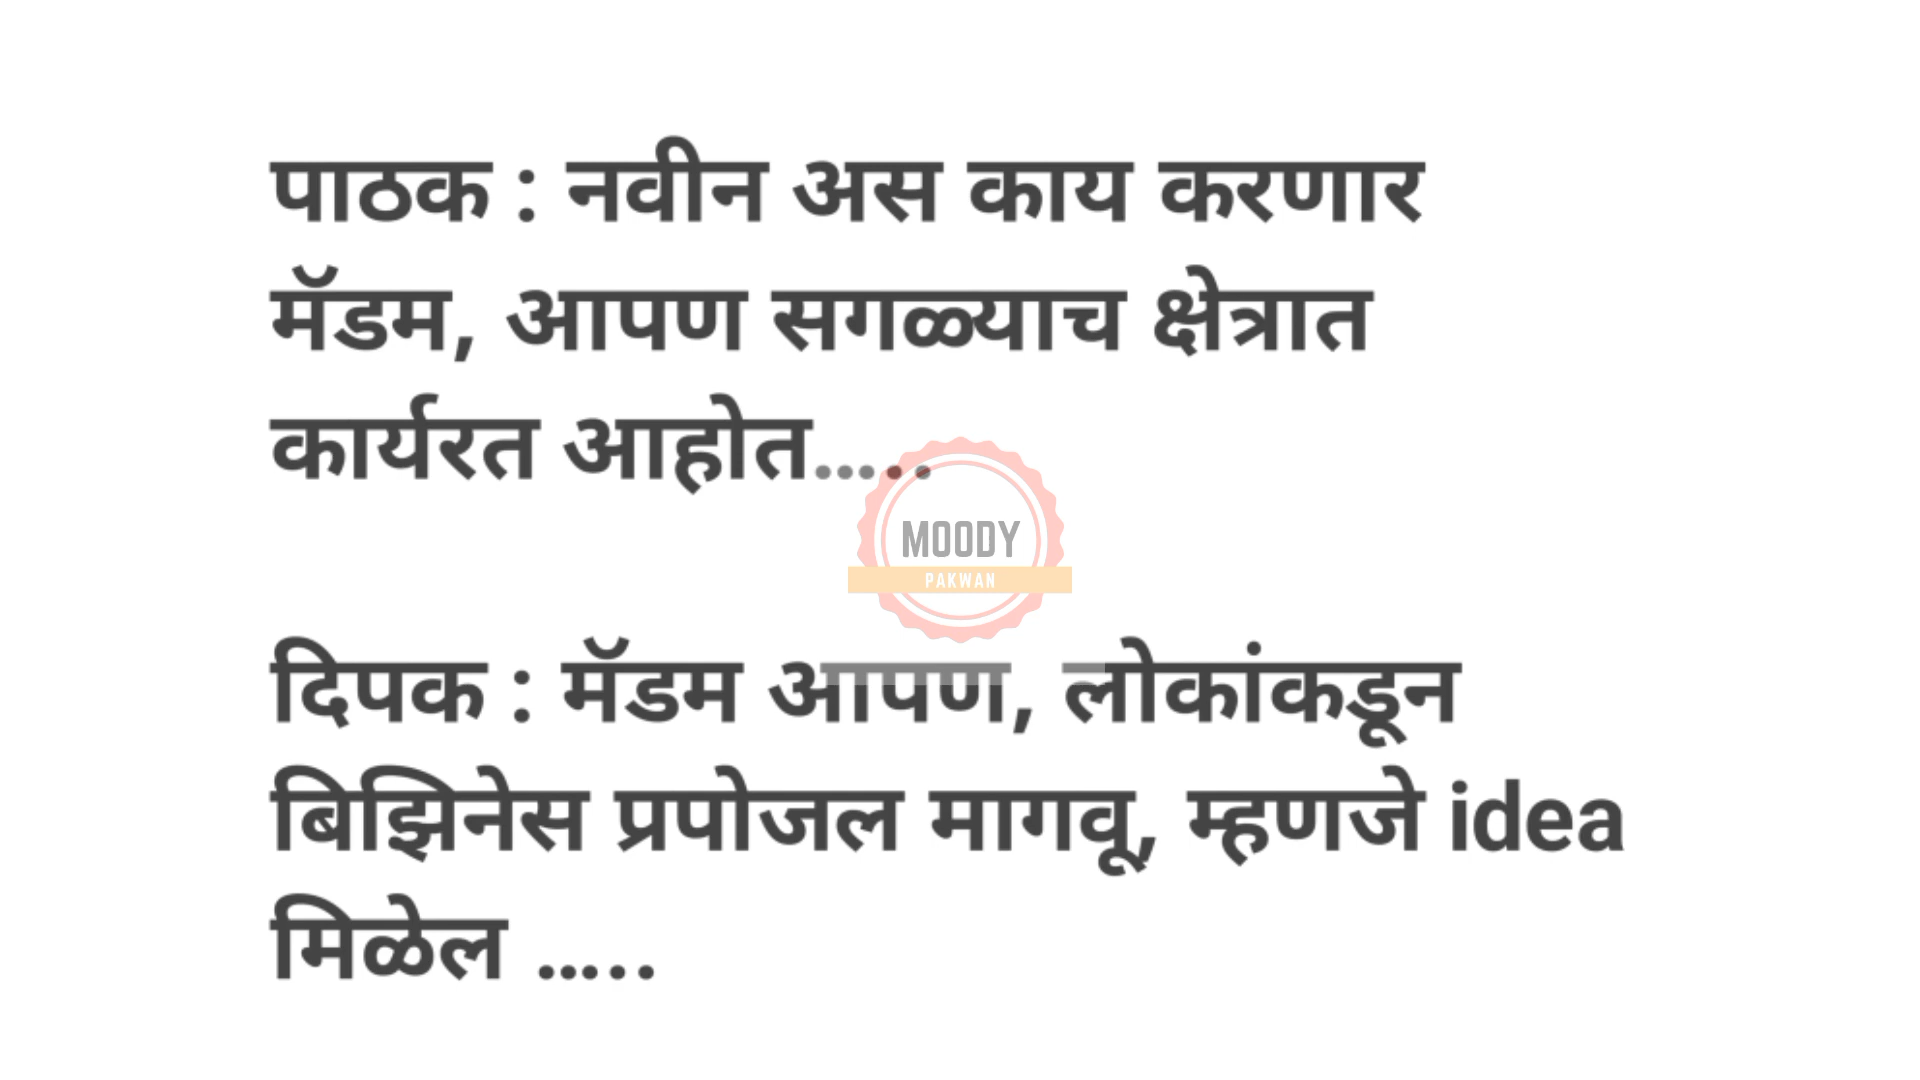 पाठक : नवीन अस काय करणार
मॅडम, आपण सगळ्याच क्षेत्रात
कार्यरत आहोत.....
MOODY
PAKWAN
दिपक : मॅडम आपण, लोकांकडून
बिझिनेस प्रपोजल मागवू, म्हणजे idea
मिळेल .....